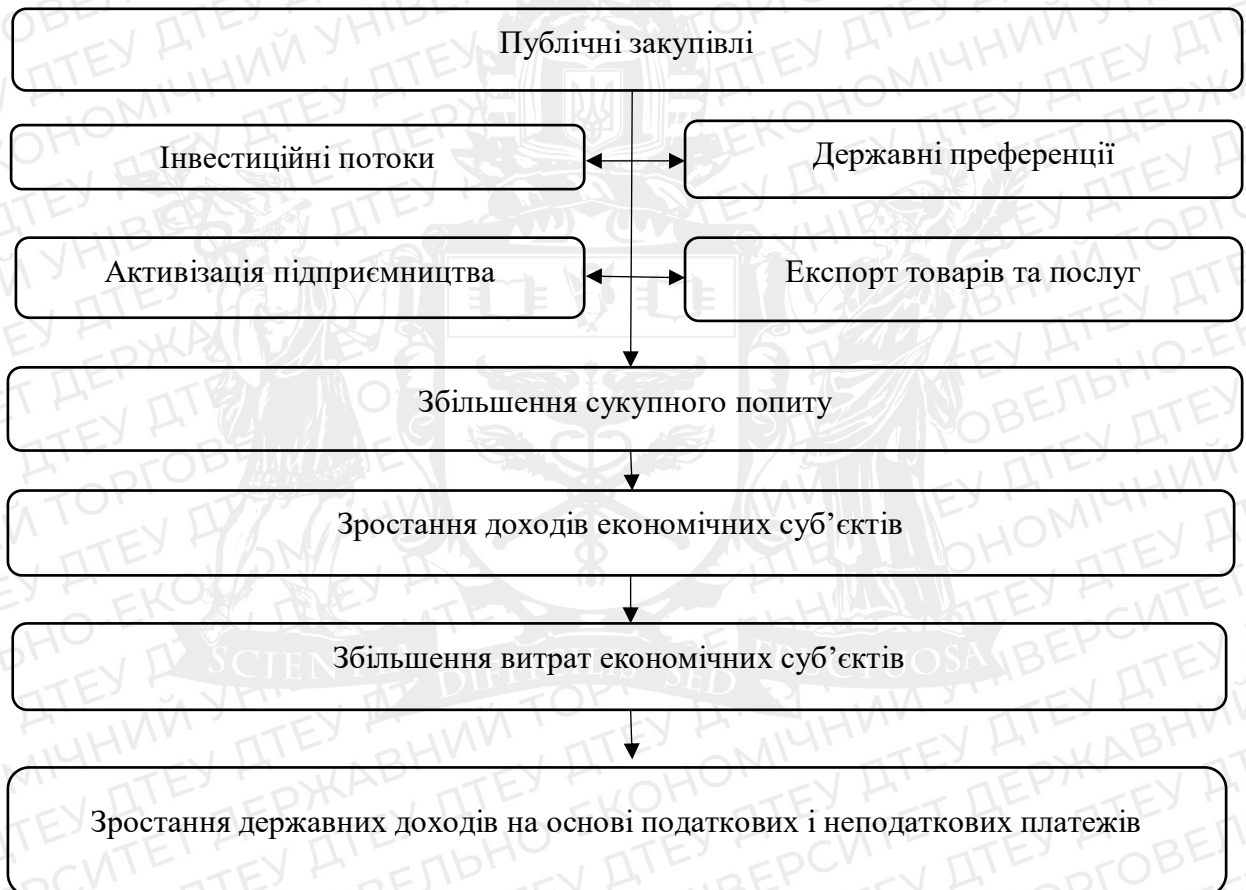 Публічні закупівлі
Інвестиційні потоки
Державні преференції
Активізація підприємництва
Експорт товарів та послуг
Збільшення сукупного попиту
Зростання доходів економічних суб’єктів
Збільшення витрат економічних суб’єктів
Зростання державних доходів на основі податкових і неподаткових платежів